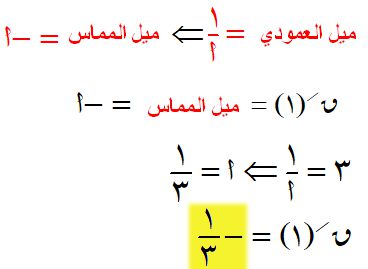 ميل العمودي = ١/أ ⇐ ميل المماس = −أ
ق′(١) = ميل المماس = −أ
٣ = ١/أ ⇐ أ = ١/٣
ق′(١) = −١/٣